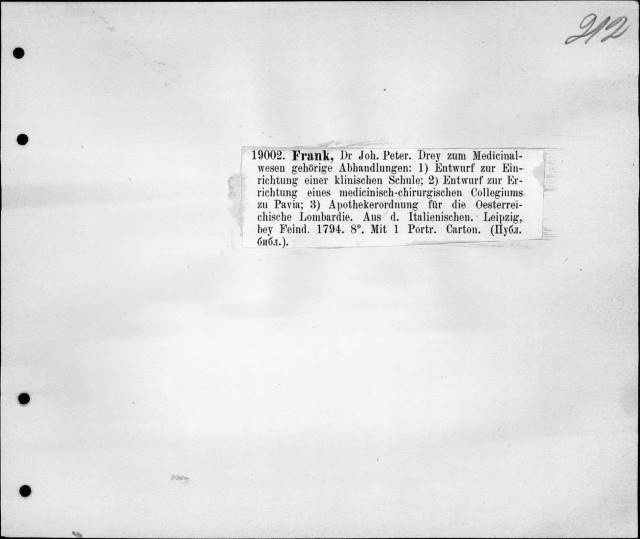 212
19002. Frank, Dr Joh. Peter. Drey zum Medicinal-
wesen gehörige Abhandlungen: 1) Entwurf zur Ein-
richtung einer klinischen Schule; 2) Entwurf zur Er-
richtung eines medicinisch-chirurgischen Collegiums
zu Pavia; 3) Apothekerordnung für die Oesterrei-
chische Lombardie. Aus d. Italienischen. Leipzig,
bey Feind. 1794. 8°. Mit 1 Portr. Carton. (Публ.
библ.).